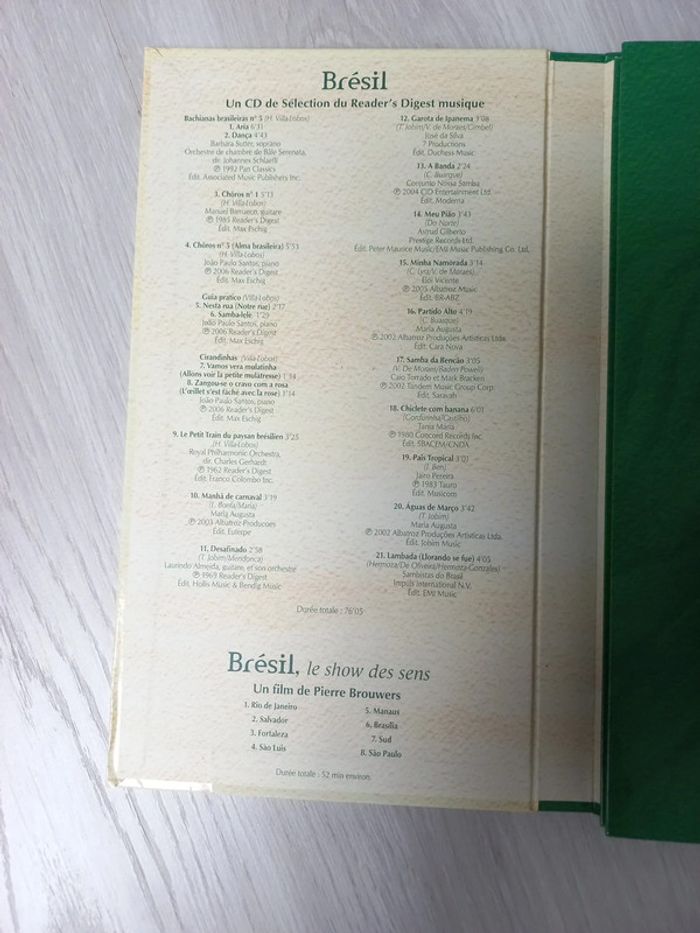 Brésil
Un CD de Sélection du Reader's Digest musique
Bachianas brasileiras n° 5 (H. Villa-Lobos)
1. Aria 6'31
2. Dança 4'43
Barbara Sutter, soprano
Orchestre de chambre de Bâle Serenata,
dir. Johannes Schlaefli
℗ 1992 Pan Classics
Édit. Associated Music Publishers Inc.
3. Chôros n° 1 5'13
(H. Villa-Lobos)
Manuel Barrueco, guitare
℗ 1985 Reader's Digest
Édit. Max Eschig
4. Chôros n° 5 (Alma brasileira) 5'53
(H. Villa-Lobos)
João Paulo Santos, piano
℗ 2006 Reader's Digest
Édit. Max Eschig
Guia pratico (Villa-Lobos)
5. Nesta rua (Notre rue) 2'17
6. Samba-lele 1'29
João Paulo Santos, piano
℗ 2006 Reader's Digest
Édit. Max Eschig
Cirandinhas (Villa-Lobos)
7. Vamos vera mulatinha
(Allons voir la petite mulâtresse) 1'14
8. Zangou-se o cravo com a rosa
(L'œillet s'est fâché avec la rose) 3'14
João Paulo Santos, piano
℗ 2006 Reader's Digest
Édit. Max Eschig
9. Le Petit Train du paysan brésilien 3'25
(H. Villa-Lobos)
Royal Philharmonic Orchestra,
dir. Charles Gerhardt
℗ 1962 Reader's Digest
Édit. Franco Colombo Inc.
10. Manhã de carnaval 3'19
(L. Bonfa/Maria)
Maria Augusta
℗ 2003 Albatroz Producoes
Édit. Euterpe
11. Desafinado 2'58
(T. Jobim/Mendonca)
Laurindo Almeida, guitare, et son orchestre
℗ 1969 Reader's Digest
Édit. Hollis Music & Bendig Music
12. Garota de Ipanema 3'08
(T. Jobim/V. de Moraes/Gimbel)
José da Silva
7 Productions
Édit. Duchess Music
13. A Banda 2'24
(C. Buarque)
Conjunto Nossa Samba
℗ 2004 CJD Entertainment Ltd.
Édit. Moderna
14. Meu Pião 3'43
(Do Norte)
Astrud Gilberto
Prestige Records Ltd.
Édit. Peter Maurice Music/EMI Music Publishing Co. Ltd.
15. Minha Namorada 3'14
(C. Lyra/V. de Moraes)
Eloi Vicente
℗ 2005 Albatroz Music
Édit. BR-ABZ
16. Partido Alto 4'19
(C. Buarque)
Maria Augusta
℗ 2002 Albatroz Produções Artisticas Ltda.
Édit. Cara Nova
17. Samba da Bencão 3'05
(V. De Moraes/Baden Powell)
Caio Torrado et Mark Bracken
℗ 2002 Tandem Music Group Corp.
Édit. Saravah
18. Chiclete com banana 6'01
(Gordurinha/Castilho)
Tania Maria
℗ 1980 Concord Records Inc.
Édit. SBACEM/CNDA
19. País Tropical 3'01
(J. Ben)
Jairo Pereira
℗ 1983 Tauro
Édit. Musicom
20. Águas de Março 3'42
(T. Jobim)
Maria Augusta
℗ 2002 Albatroz Produções Artisticas Ltda.
Édit. Jobim Music
21. Lambada (Llorando se fue) 4'05
(Hermoza/De Oliveira/Hermoza-Gonzales)
Sambistas do Brasil
Impuls International N.V.
Édit. EMI Music
Durée totale : 76'05
Brésil, le show des sens
Un film de Pierre Brouwers
1. Rio de Janeiro
2. Salvador
3. Fortaleza
4. São Luis
5. Manaus
6. Brasília
7. Sud
8. São Paulo
Durée totale : 52 min environ.